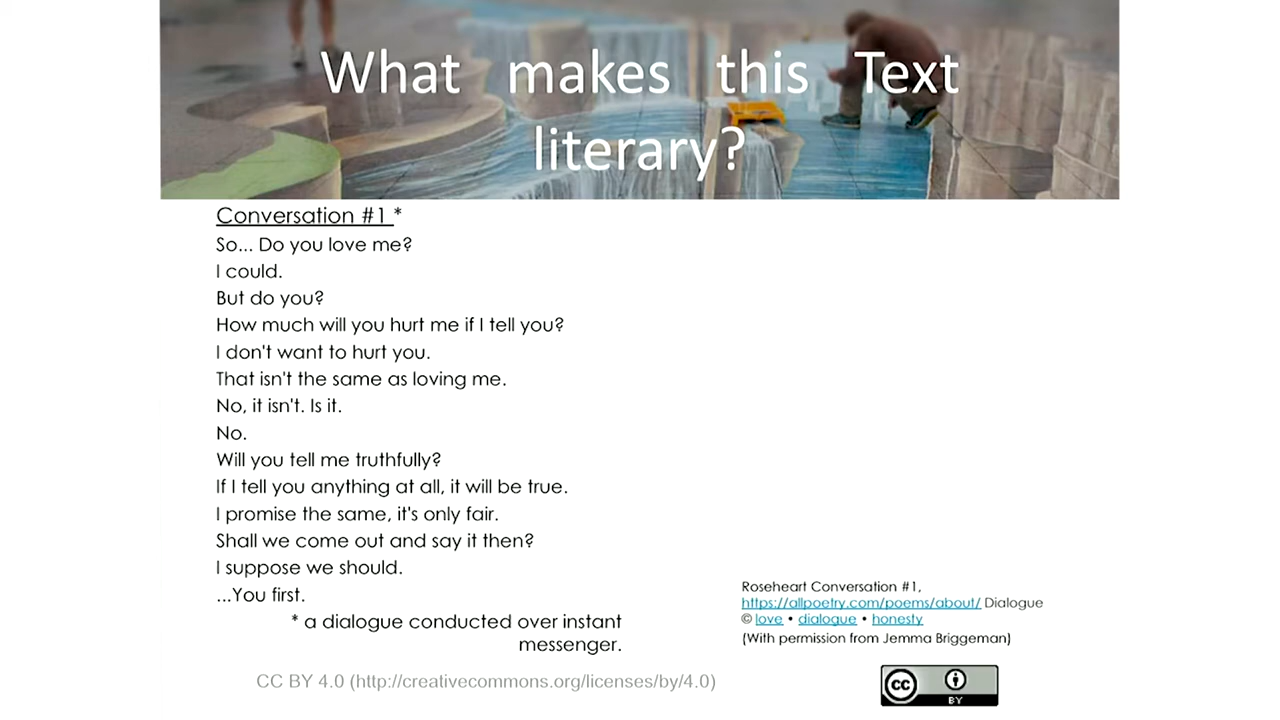 What makes this Text
literary?
Conversation #1 *
So... Do you love me?
I could.
But do you?
How much will you hurt me if I tell you?
I don't want to hurt you.
That isn't the same as loving me.
No, it isn't. Is it.
No.
Will you tell me truthfully?
If I tell you anything at all, it will be true.
I promise the same, it's only fair.
Shall we come out and say it then?
I suppose we should.
...You first.
* a dialogue conducted over instant
messenger.
Roseheart Conversation #1,
https://allpoetry.com/poems/about/ Dialogue
© love • dialogue • honesty
(With permission from Jemma Briggeman)
CC BY 4.0 (http://creativecommons.org/licenses/by/4.0)
cc
BY